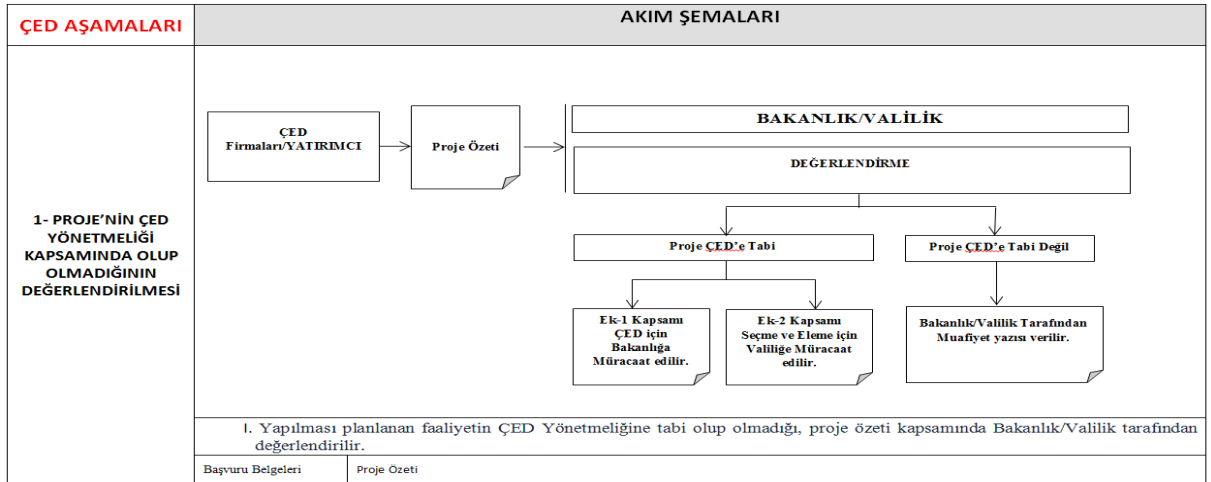 ÇED AŞAMALARI
AKIM ŞEMALARI
1- PROJE’NİN ÇED
YÖNETMELİĞİ
KAPSAMINDA OLUP
OLMADIĞININ
DEĞERLENDİRİLMESİ
ÇED
Firmaları/YATIRIMCI
Proje Özeti
BAKANLIK/VALİLİK
DEĞERLENDİRME
Proje ÇED’e Tabi
Proje ÇED’e Tabi Değil
Ek-1 Kapsamı
ÇED için
Bakanlığa
Müracaat edilir.
Ek-2 Kapsamı
Seçme ve Eleme için
Valiliğe Müracaat
edilir.
Bakanlık/Valilik Tarafından
Muafiyet yazısı verilir.
I. Yapılması planlanan faaliyetin ÇED Yönetmeliğine tabi olup olmadığı, proje özeti kapsamında Bakanlık/Valilik tarafından
değerlendirilir.
Başvuru Belgeleri
Proje Özeti